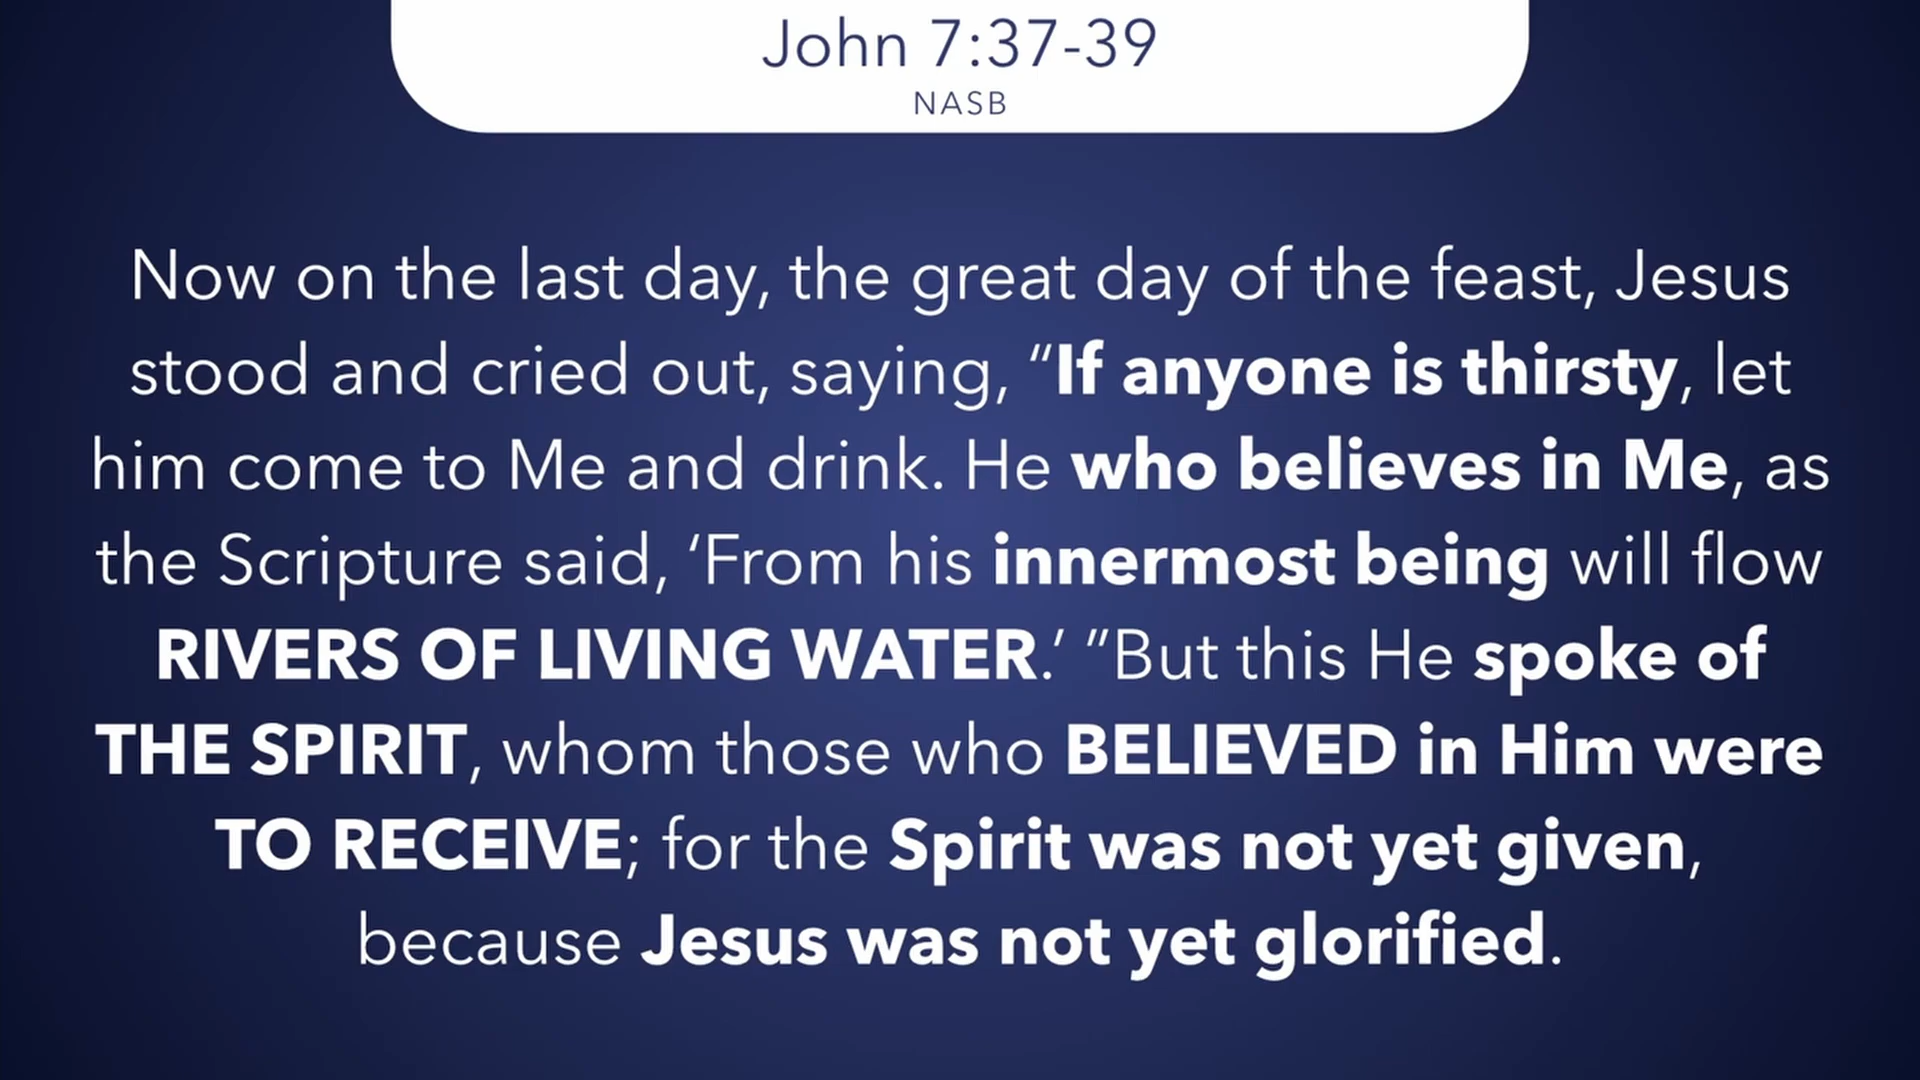 John 7:37-39
NASB
Now on the last day, the great day of the feast, Jesus
stood and cried out, saying, “If anyone is thirsty, let
him come to Me and drink. He who believes in Me, as
the Scripture said, ‘From his innermost being will flow
RIVERS OF LIVING WATER.’ ”But this He spoke of
THE SPIRIT, whom those who BELIEVED in Him were
TO RECEIVE; for the Spirit was not yet given,
because Jesus was not yet glorified.